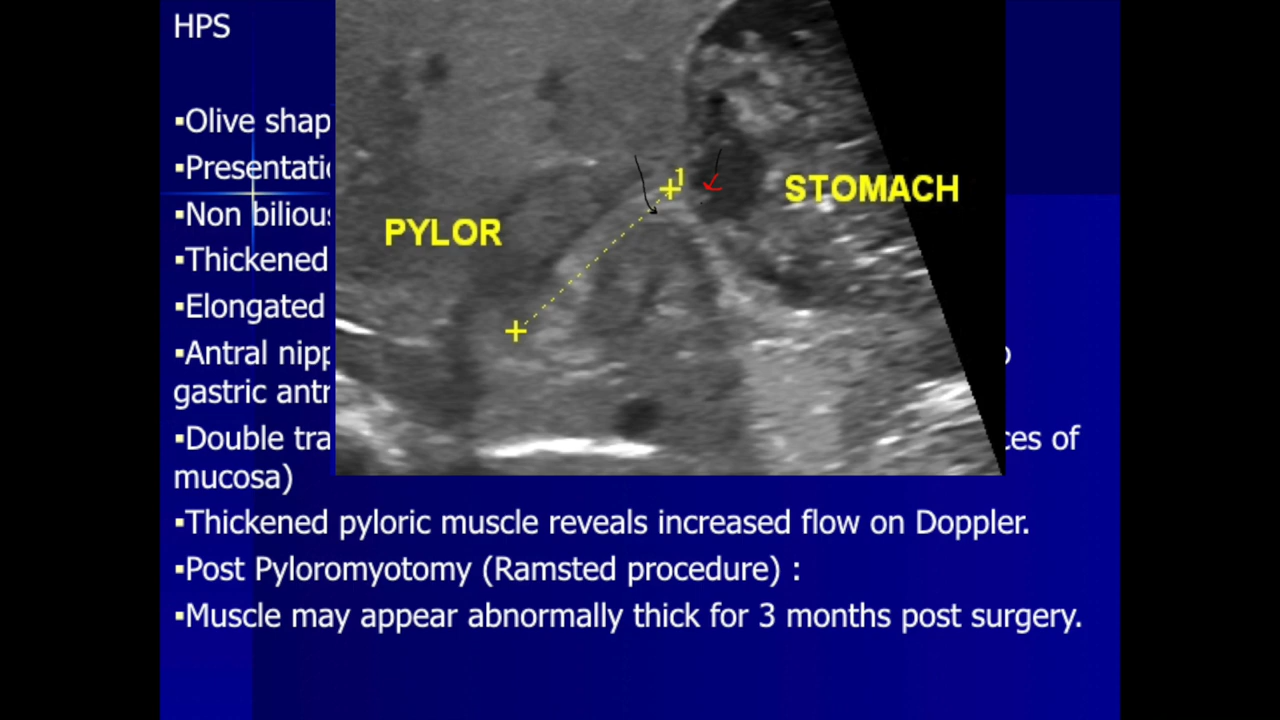 HPS
▪Olive shap
▪Presentati
▪Non biliou
▪Thickened
▪Elongated
▪Antral nipp
gastric antr
▪Double tra ces of
mucosa)
▪Thickened pyloric muscle reveals increased flow on Doppler.
▪Post Pyloromyotomy (Ramsted procedure) :
▪Muscle may appear abnormally thick for 3 months post surgery.
1
STOMACH
PYLOR